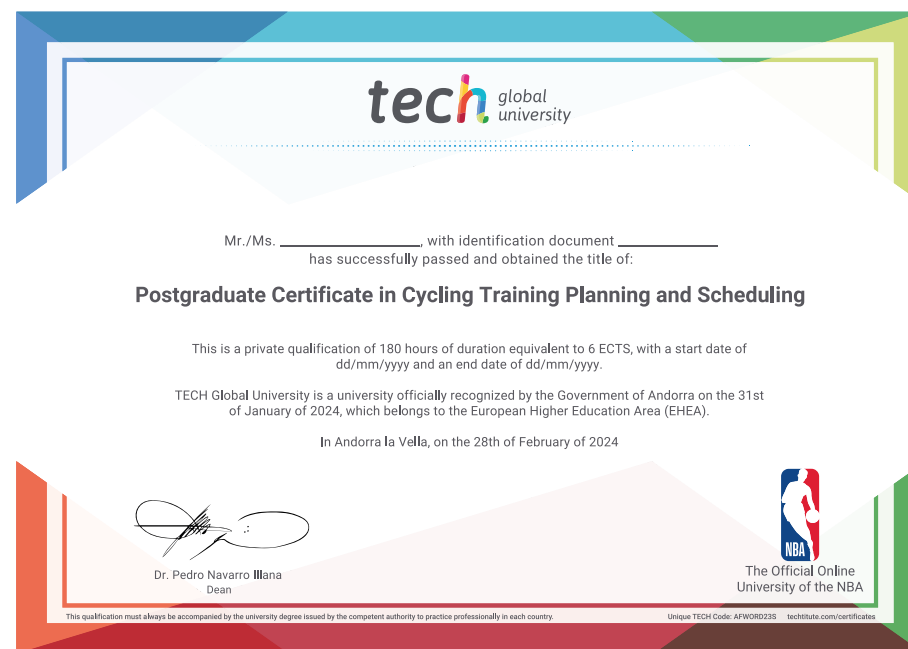 tech global university
Mr./Ms. ____________, with identification document ____________
has successfully passed and obtained the title of:
Postgraduate Certificate in Cycling Training Planning and Scheduling
This is a private qualification of 180 hours of duration equivalent to 6 ECTS, with a start date of
dd/mm/yyyy and an end date of dd/mm/yyyy.
TECH Global University is a university officially recognized by the Government of Andorra on the 31st
of January of 2024, which belongs to the European Higher Education Area (EHEA).
In Andorra la Vella, on the 28th of February of 2024
Dr. Pedro Navarro Illana
Dean
NBA
The Official Online
University of the NBA
This qualification must always be accompanied by the university degree issued by the competent authority to practice professionally in each country.
Unique TECH Code: AFWORD23S techtitute.com/certificates